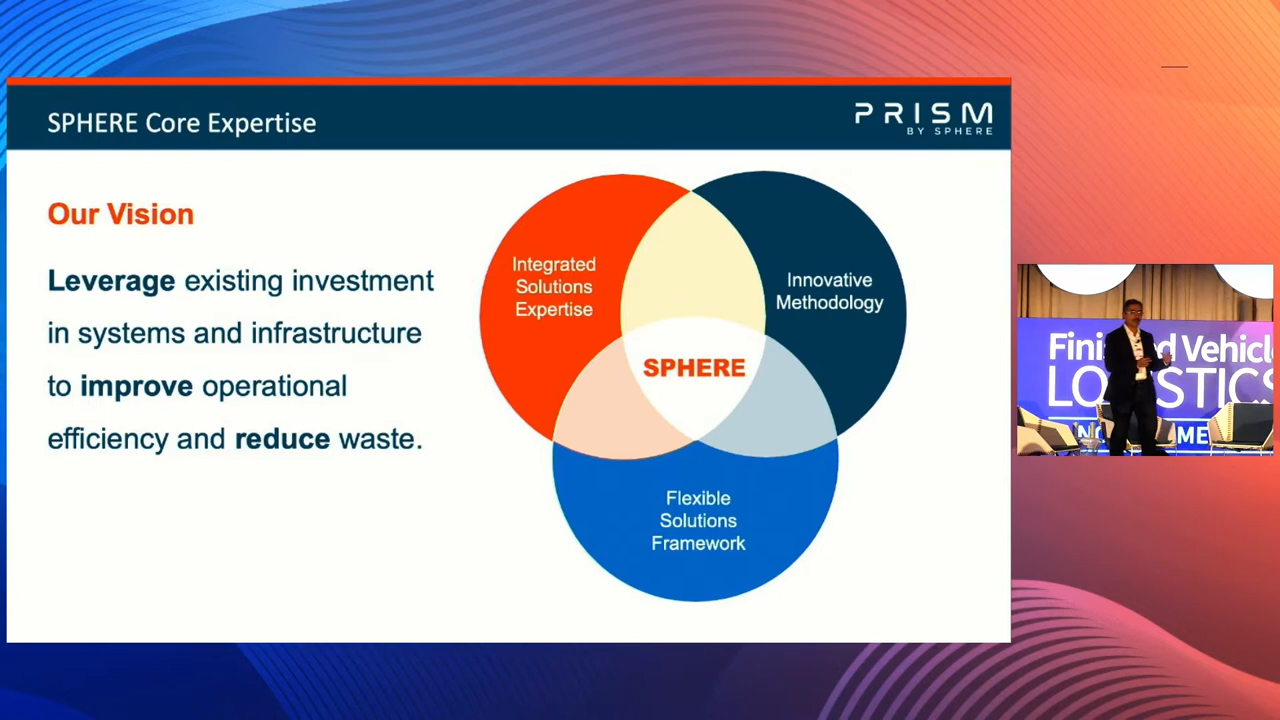 SPHERE Core Expertise
PRISM
BY SPHERE
Our Vision
Leverage existing investment
in systems and infrastructure
to improve operational
efficiency and reduce waste.
Integrated
Solutions
Expertise
Innovative
Methodology
SPHERE
Flexible
Solutions
Framework
Vehicle